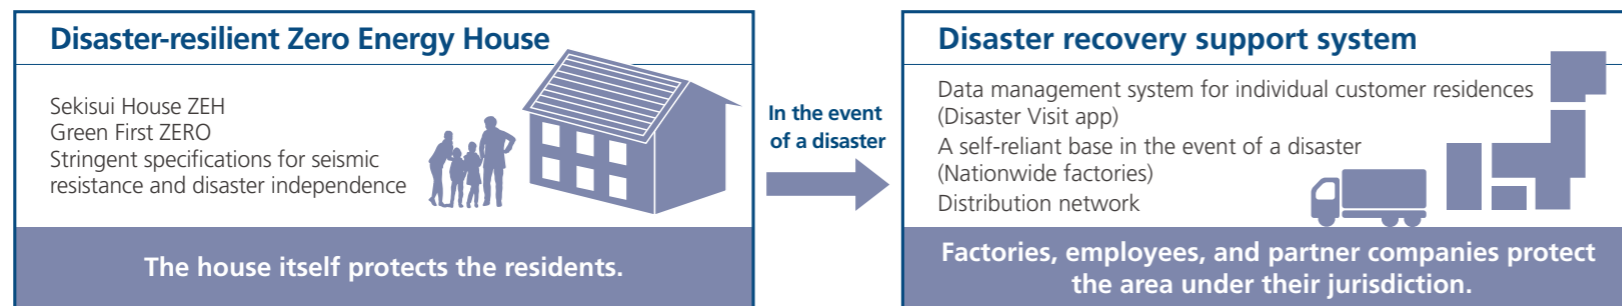 Disaster-resilient Zero Energy House
Sekisui House ZEH
Green First ZERO
Stringent specifications for seismic
resistance and disaster independence
The house itself protects the residents.
In the event
of a disaster
Disaster recovery support system
Data management system for individual customer residences
(Disaster Visit app)
A self-reliant base in the event of a disaster
(Nationwide factories)
Distribution network
Factories, employees, and partner companies protect
the area under their jurisdiction.